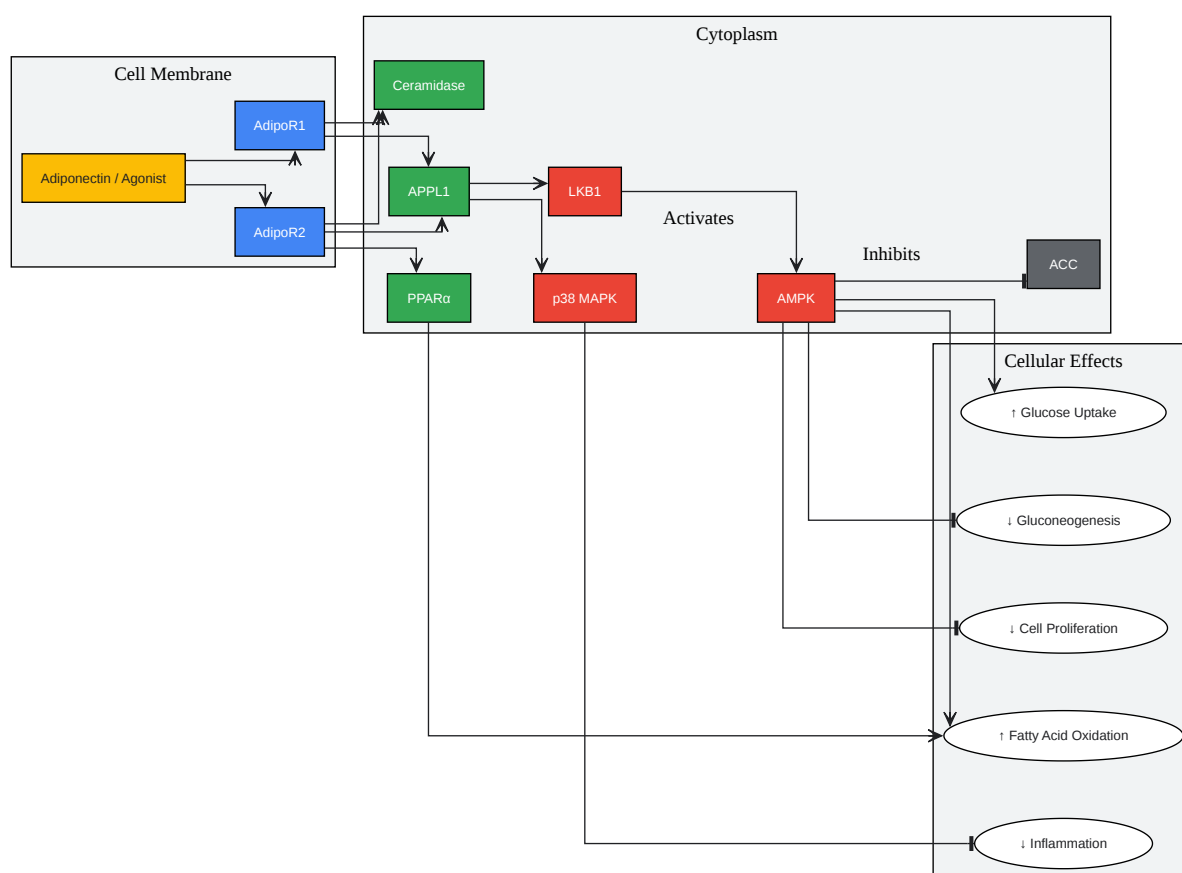 Cytoplasm
Cell Membrane
Ceramidase
AdipoR1
Adiponectin / Agonist
APPL1
LKB1
Activates
AdipoR2
Inhibits
ACC
PPARα
p38 MAPK
AMPK
Cellular Effects
↑ Glucose Uptake
↓ Gluconeogenesis
↓ Cell Proliferation
↑ Fatty Acid Oxidation
↓ Inflammation